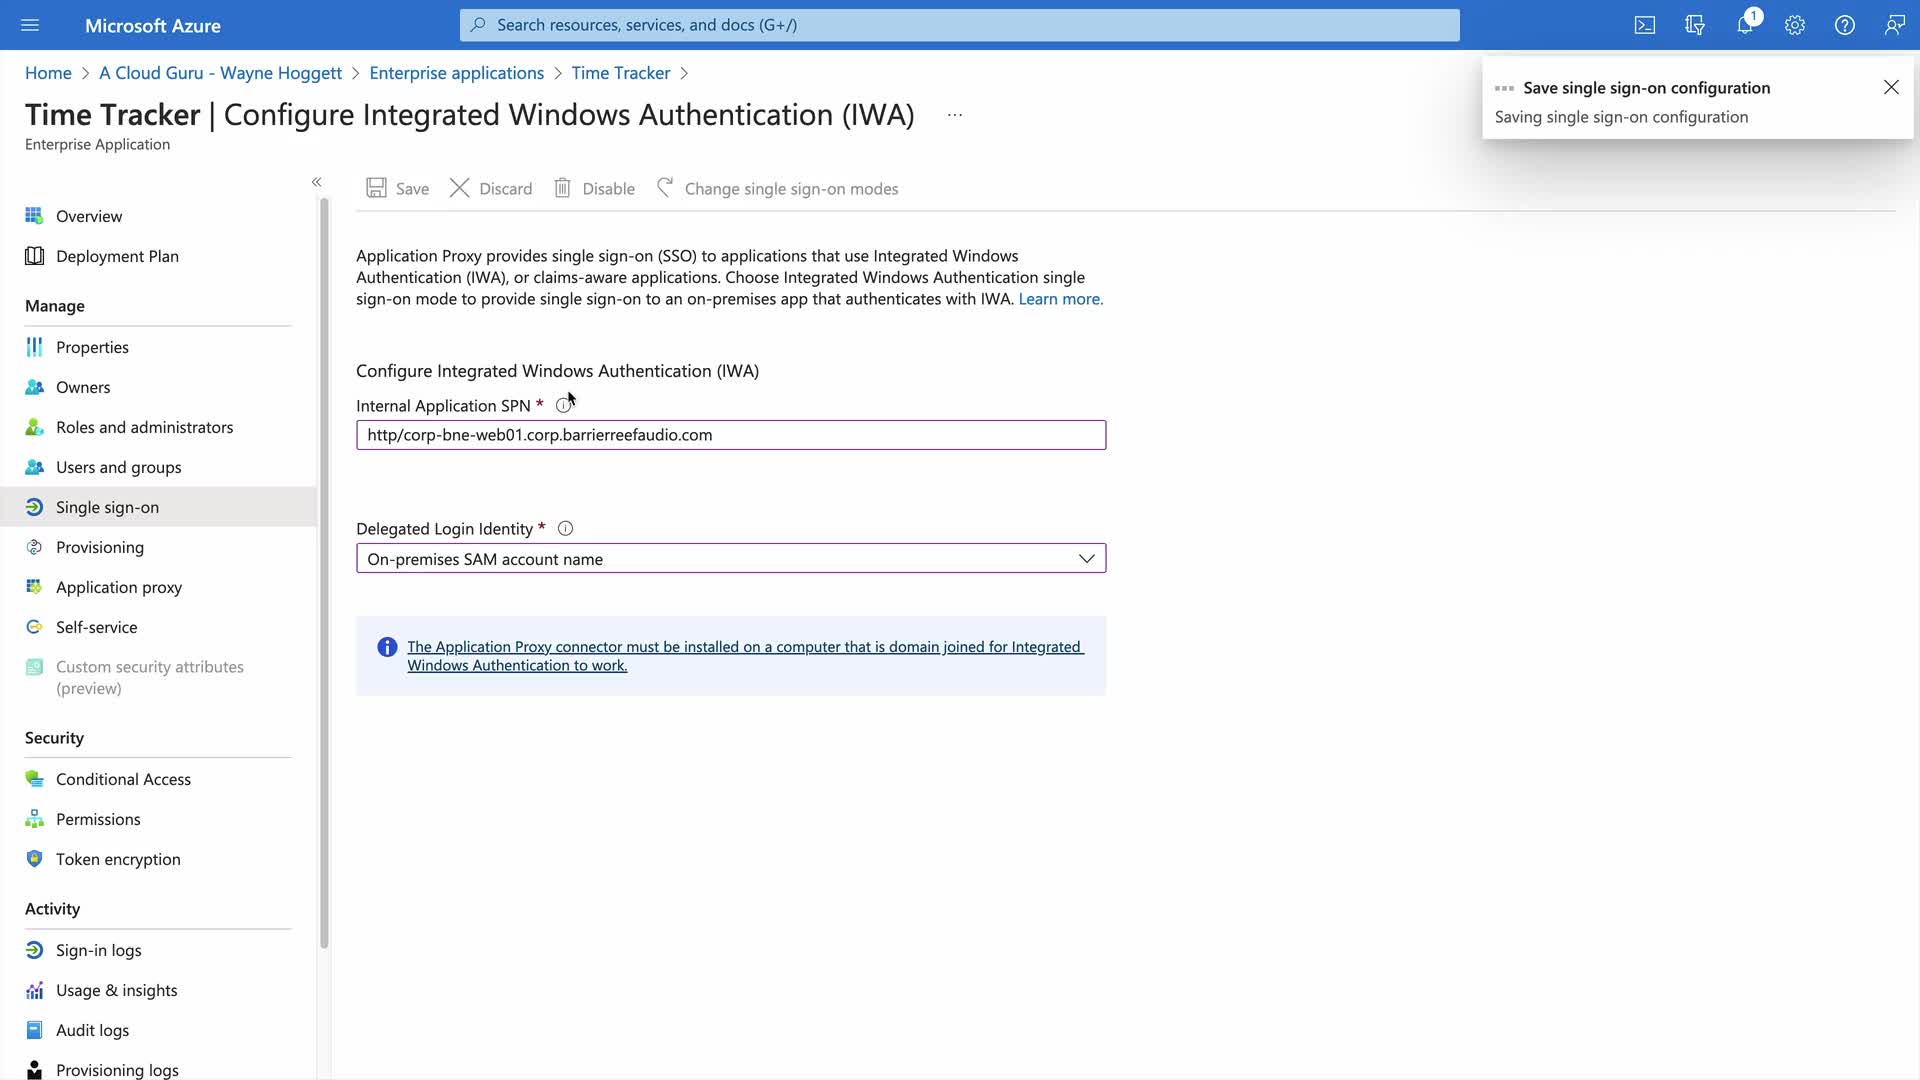 Microsoft Azure
Search resources, services, and docs (G+/)
1
Home > A Cloud Guru - Wayne Hoggett > Enterprise applications > Time Tracker >
Save single sign-on configuration
Saving single sign-on configuration
Time Tracker | Configure Integrated Windows Authentication (IWA) ...
Enterprise Application
Save Discard Disable Change single sign-on modes
Overview
Deployment Plan
Manage
Properties
Owners
Roles and administrators
Users and groups
Single sign-on
Provisioning
Application proxy
Self-service
Custom security attributes
(preview)
Security
Conditional Access
Permissions
Token encryption
Activity
Sign-in logs
Usage & insights
Audit logs
Provisioning logs
Application Proxy provides single sign-on (SSO) to applications that use Integrated Windows
Authentication (IWA), or claims-aware applications. Choose Integrated Windows Authentication single
sign-on mode to provide single sign-on to an on-premises app that authenticates with IWA. Learn more.
Configure Integrated Windows Authentication (IWA)
Internal Application SPN *
http/corp-bne-web01.corp.barrierreefaudio.com
Delegated Login Identity *
On-premises SAM account name
The Application Proxy connector must be installed on a computer that is domain joined for Integrated
Windows Authentication to work.